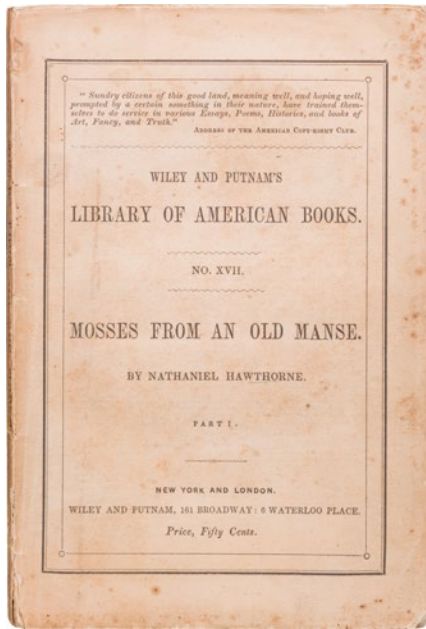 " Sundry citizens of this good land, meaning well, and hoping well,
prompted by a certain something in their nature, have trained them-
selves to do service in various Essays, Poems, Histories, and books of
Art, Fancy, and Truth."
ADDRESS OF THE AMERICAN COPY-RIGHT CLUB.
WILEY AND PUTNAM'S
LIBRARY OF AMERICAN BOOKS.
NO. XVII.
MOSSES FROM AN OLD MANSE.
BY NATHANIEL HAWTHORNE.
PART I.
NEW YORK AND LONDON.
WILEY AND PUTNAM, 161 BROADWAY: 6 WATERLOO PLACE.
Price, Fifty Cents.